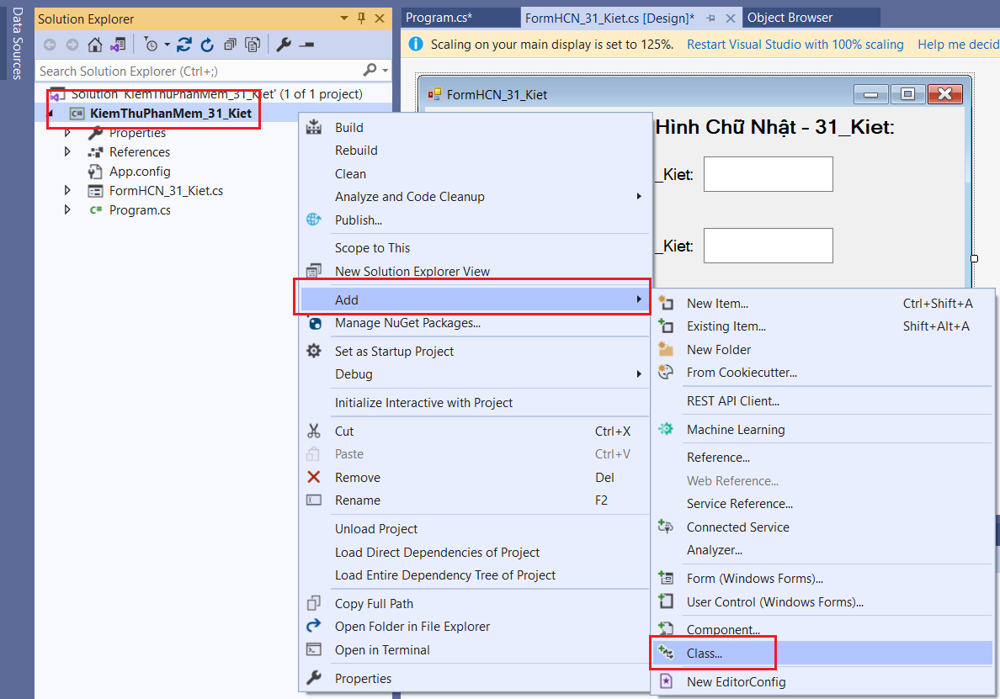 Data Sources
Solution Explorer
Search Solution Explorer (Ctrl+;)
Solution 'KiemThuPhanMem_31_Kiet' (1 of 1 project)
C# KiemThuPhanMem_31_Kiet
Properties
References
App.config
FormHCN_31_Kiet.cs
C# Program.cs
Program.cs*
FormHCN_31_Kiet.cs [Design]*
Object Browser
Scaling on your main display is set to 125%. Restart Visual Studio with 100% scaling Help me decid
FormHCN_31_Kiet
Hình Chữ Nhật - 31_Kiet:
_Kiet:
_Kiet:
Build
Rebuild
Clean
Analyze and Code Cleanup
Publish...
Scope to This
New Solution Explorer View
Add
Manage NuGet Packages...
Set as Startup Project
Debug
Initialize Interactive with Project
Cut Ctrl+X
Paste Ctrl+V
Remove Del
Rename F2
Unload Project
Load Direct Dependencies of Project
Load Entire Dependency Tree of Project
Copy Full Path
Open Folder in File Explorer
Open in Terminal
Properties
New Item... Ctrl+Shift+A
Existing Item... Shift+Alt+A
New Folder
From Cookiecutter...
REST API Client...
Machine Learning
Reference...
Web Reference...
Service Reference...
Connected Service
Analyzer...
Form (Windows Forms)...
User Control (Windows Forms)...
Component...
Class...
New EditorConfig